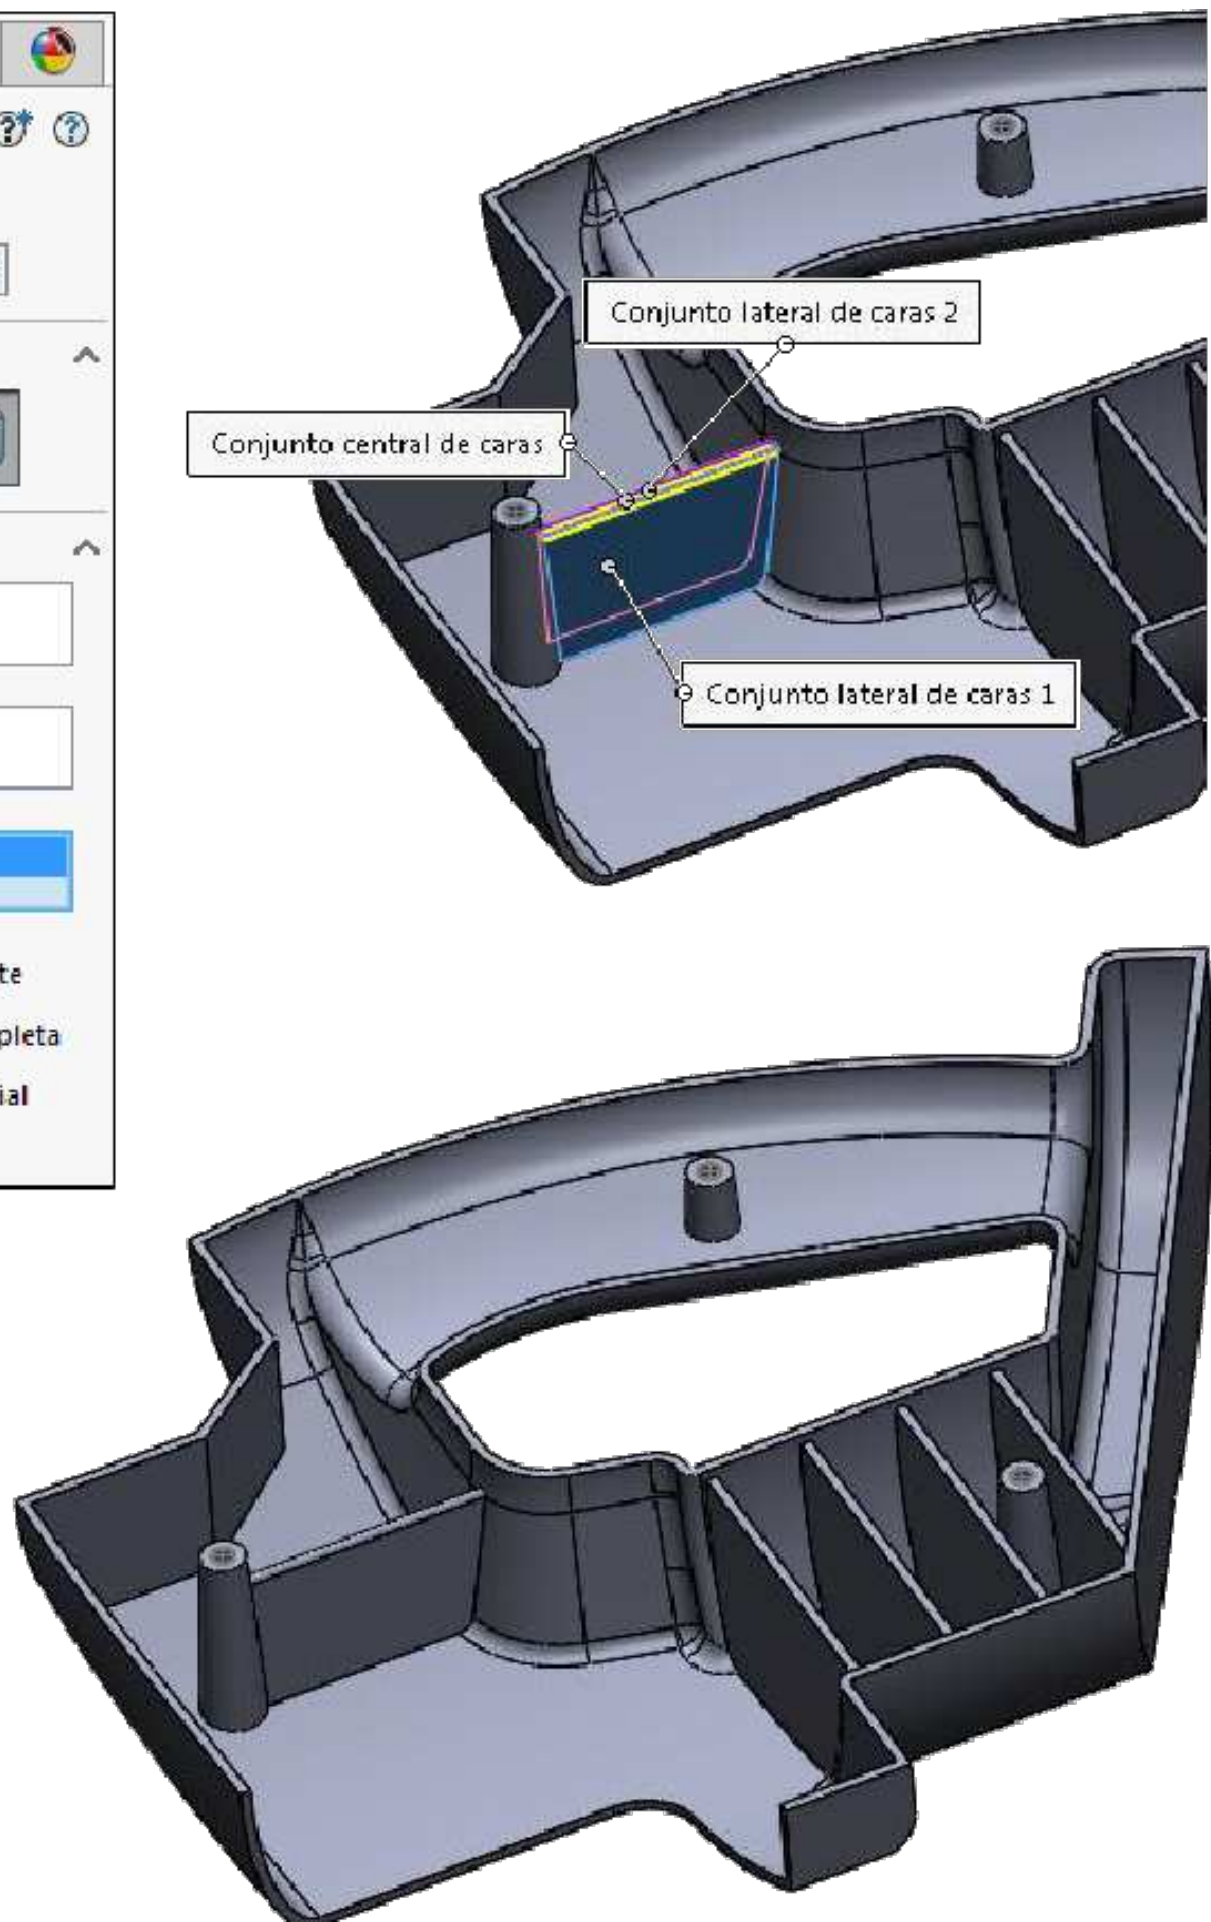 Conjunto lateral de caras 2
Conjunto central de caras
Conjunto lateral de caras 1
te
pleta
ial